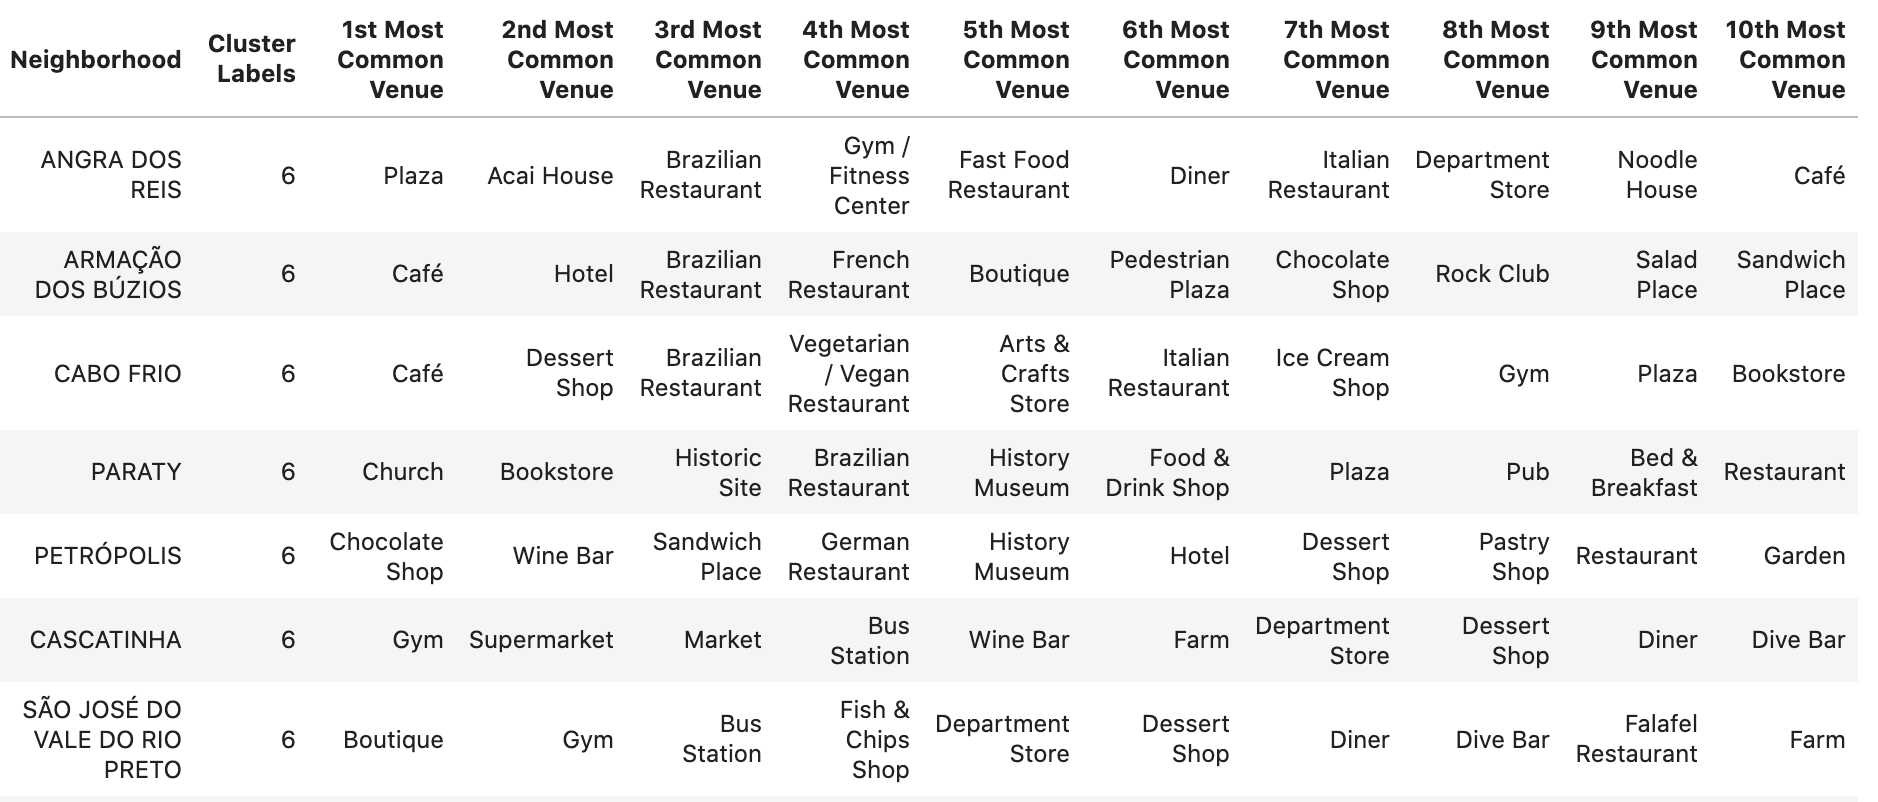 Neighborhood Cluster Labels 1st Most Common Venue 2nd Most Common Venue 3rd Most Common Venue 4th Most Common Venue 5th Most Common Venue 6th Most Common Venue 7th Most Common Venue 8th Most Common Venue 9th Most Common Venue 10th Most Common Venue
ANGRA DOS REIS 6 Plaza Acai House Brazilian Restaurant Gym / Fitness Center Fast Food Restaurant Diner Italian Restaurant Department Store Noodle House Café
ARMAÇÃO DOS BÚZIOS 6 Café Hotel Brazilian Restaurant French Restaurant Boutique Pedestrian Plaza Chocolate Shop Rock Club Salad Place Sandwich Place
CABO FRIO 6 Café Dessert Shop Brazilian Restaurant Vegetarian / Vegan Restaurant Arts & Crafts Store Italian Restaurant Ice Cream Shop Gym Plaza Bookstore
PARATY 6 Church Bookstore Historic Site Brazilian Restaurant History Museum Food & Drink Shop Plaza Pub Bed & Breakfast Restaurant
PETRÓPOLIS 6 Chocolate Shop Wine Bar Sandwich Place German Restaurant History Museum Hotel Dessert Shop Pastry Shop Restaurant Garden
CASCATINHA 6 Gym Supermarket Market Bus Station Wine Bar Farm Department Store Dessert Shop Diner Dive Bar
SÃO JOSÉ DO VALE DO RIO PRETO 6 Boutique Gym Bus Station Fish & Chips Shop Department Store Dessert Shop Diner Dive Bar Falafel Restaurant Farm